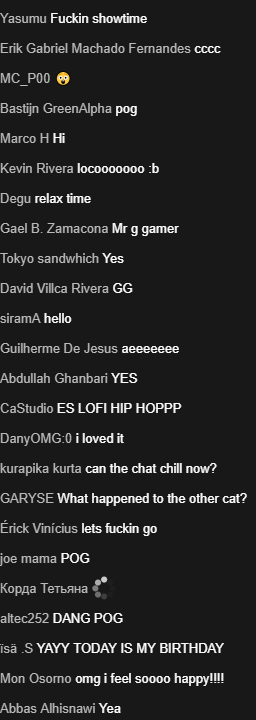 Yasumu Fuckin showtime
Erik Gabriel Machado Fernandes cccc
MC_P00 😲
Bastijn GreenAlpha pog
Marco H Hi
Kevin Rivera locooooooo :b
Degu relax time
Gael B. Zamacona Mr g gamer
Tokyo sandwhich Yes
David Villca Rivera GG
siramA hello
Guilherme De Jesus aeeeeeee
Abdullah Ghanbari YES
CaStudio ES LOFI HIP HOPPP
DanyOMG:0 i loved it
kurapika kurta can the chat chill now?
GARYSE What happened to the other cat?
Érick Vinícius lets fuckin go
joe mama POG
Корда Тетьяна
altec252 DANG POG
ïsä .S YAYY TODAY IS MY BIRTHDAY
Mon Osorno omg i feel soooo happy!!!!
Abbas Alhisnawi Yea